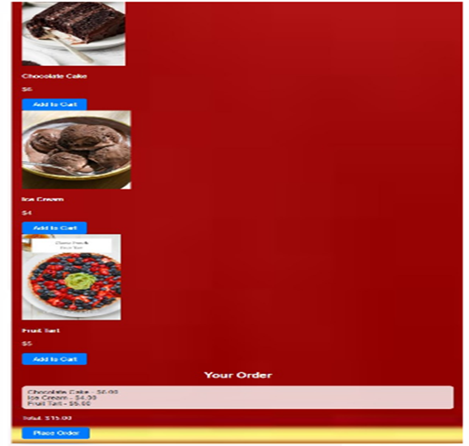 Chocolate Cake
$6
Add to Cart
Ice Cream
$4
Add to Cart
Fruit Tart
$5
Add to Cart
Your Order
Chocolate Cake - $6.00
Ice Cream - $4.00
Fruit Tart - $5.00
Total: $15.00
Place Order